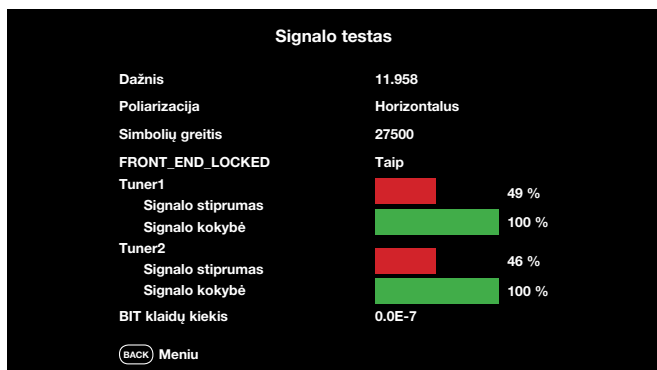 Signalo testas
Dažnis 11.958
Poliarizacija Horizontalus
Simbolių greitis 27500
FRONT_END_LOCKED Taip
Tuner1
Signalo stiprumas 49 %
Signalo kokybė 100 %
Tuner2
Signalo stiprumas 46 %
Signalo kokybė 100 %
BIT klaidų kiekis 0.0E-7
BACK Meniu